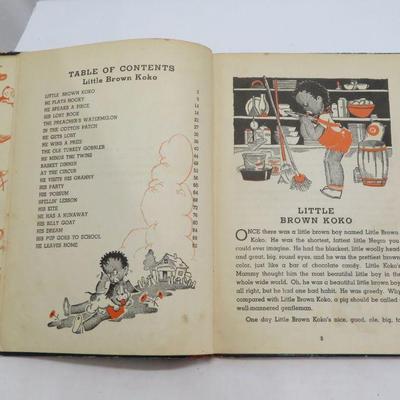 TABLE OF CONTENTS
Little Brown Koko
LITTLE BROWN KOKO 5
HE PLAYS HOOKY
HE SPEAKS A PIECE
HIS LOST BOOK
THE PREACHER'S WATERMELON
IN THE COTTON PATCH
HE GETS LOST
HE WINS A PRIZE
THE OLE TURKEY GOBBLER
HE MINDS THE TWINS
BASKET DINNER
AT THE CIRCUS
HE VISITS HIS GRANNY
HIS PARTY
HIS 'POSSUM
SPELLIN' LESSON
HIS KITE
HE HAS A RUNAWAY
HIS BILLY GOAT
HIS DREAM
HIS PUP GOES TO SCHOOL
HE LEAVES HOME
LITTLE
BROWN KOKO
ONCE there was a little brown boy named Little Brown
Koko. He was the shortest, fattest little Negro you
could ever imagine. He had the blackest, little woolly head
and great, big, round eyes, and he was the prettiest brown
color, just like a bar of chocolate candy. Little Koko's
Mommy thought him the most beautiful little boy in the
whole wide world. Oh, he was a beautiful little brown boy
all right, but he had one bad habit. He was greedy. Why
compared with Little Brown Koko, a pig should be called
well-mannered gentleman.
One day Little Brown Koko's nice, good, ole, big,
5